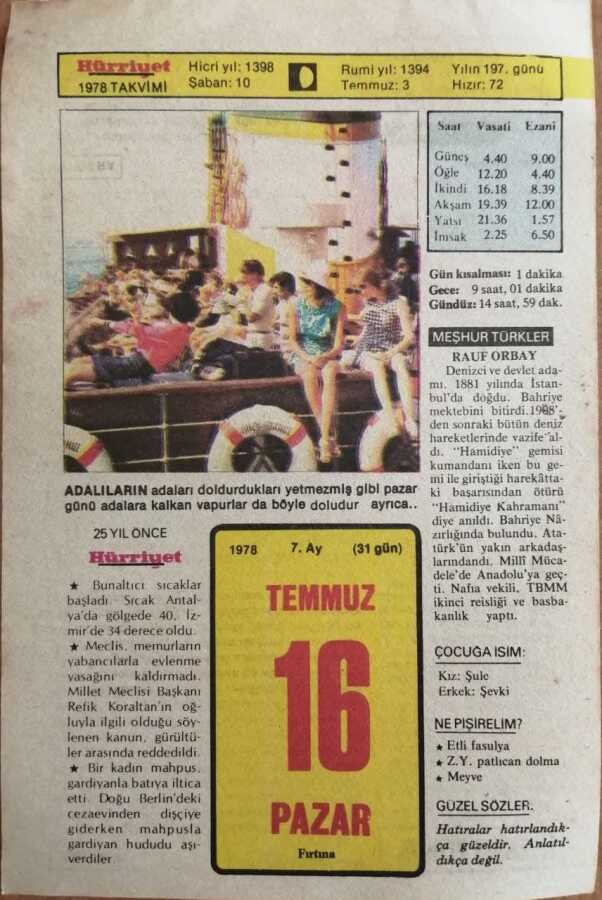 Hürriyet
1978 TAKVİMİ
Hicri yıl: 1398
Şaban: 10
Rumi yıl: 1394
Temmuz: 3
Yılın 197. günü
Hızır: 72
Saat Vasati Ezani
Güneş 4.40 9.00
Öğle 12.20 4.40
İkindi 16.18 8.39
Akşam 19.39 12.00
Yatsı 21.36 1.57
İmsak 2.25 6.50
Gün kısalması: 1 dakika
Gece: 9 saat, 01 dakika
Gündüz: 14 saat, 59 dak.
ADALILARIN adaları doldurdukları yetmezmiş gibi pazar
günü adalara kalkan vapurlar da böyle doludur ayrıca..
25 YIL ÖNCE
Hürriyet
★ Bunaltıcı sıcaklar
başladı. Sıcak Antal-
ya'da gölgede 40, İz-
mir'de 34 derece oldu.
★ Meclis, memurların
yabancılarla evlenme
yasağını kaldırmadı.
Millet Meclisi Başkanı
Refik Koraltan'ın oğ-
luyla ilgili olduğu söy-
lenen kanun, gürültü-
ler arasında reddedildi.
★ Bir kadın mahpus,
gardiyanla batıya iltica
etti. Doğu Berlin'deki
cezaevinden dişçiye
giderken mahpusla
gardiyan hududu aşı-
verdiler.
1978 7. Ay (31 gün)
TEMMUZ
16
PAZAR
Fırtına
MEŞHUR TÜRKLER
RAUF ORBAY
Denizci ve devlet ada-
mı. 1881 yılında İstan-
bul'da doğdu. Bahriye
mektebini bitirdi.
den sonraki bütün deniz
hareketlerinde vazife al-
dı. "Hamidiye" gemisi
kumandanı iken bu ge-
mi ile giriştiği harekâtta-
ki başarısından ötürü
"Hamidiye Kahramanı"
diye anıldı. Bahriye Nâ-
zırlığında bulundu. Ata-
türk'ün yakın arkadaş-
larındandı. Millî Müca-
dele'de Anadolu'ya geç-
ti. Nafıa vekili, TBMM
ikinci reisliği ve başba-
kanlık yaptı.
ÇOCUĞA İSİM:
Kız: Şule
Erkek: Şevki
NE PİŞİRELİM?
★ Etli fasulya
★ Z.Y. patlıcan dolma
★ Meyve
GÜZEL SÖZLER:
Hatıralar hatırlandık-
ça güzeldir. Anlatıl-
dıkça değil.